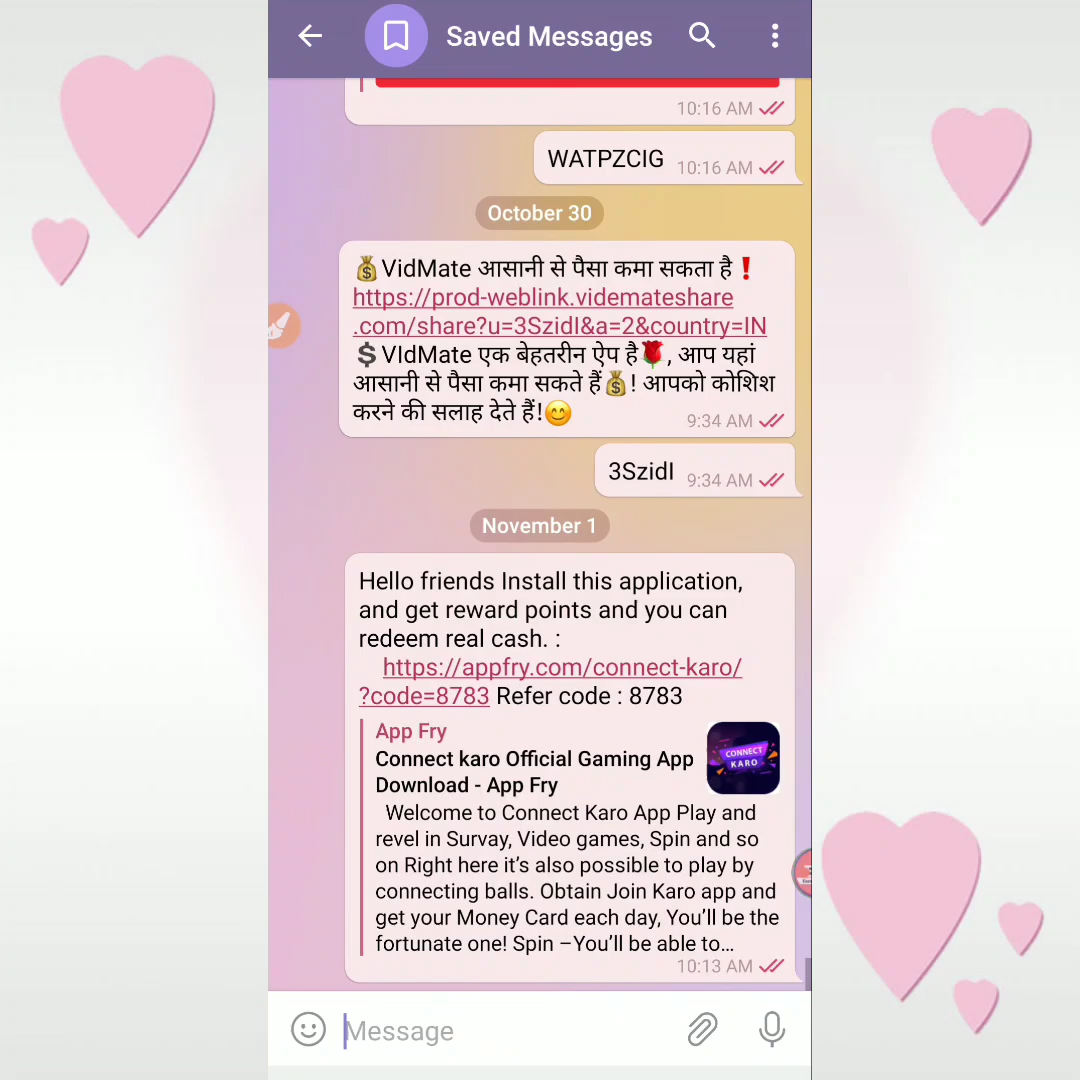 Saved Messages
10:16 AM
WATPZCIG 10:16 AM
October 30
💰VidMate आसानी से पैसा कमा सकता है❗
https://prod-weblink.videmateshare
.com/share?u=3SzidI&a=2&country=IN
💲VIdMate एक बेहतरीन ऐप है🌹, आप यहां
आसानी से पैसा कमा सकते हैं💰! आपको कोशिश
करने की सलाह देते हैं!😊 9:34 AM
3SzidI 9:34 AM
November 1
Hello friends Install this application,
and get reward points and you can
redeem real cash. :
https://appfry.com/connect-karo/
?code=8783 Refer code : 8783
App Fry
Connect karo Official Gaming App
Download - App Fry
CONNECT
KARO
Welcome to Connect Karo App Play and
revel in Survay, Video games, Spin and so
on Right here it’s also possible to play by
connecting balls. Obtain Join Karo app and
get your Money Card each day, You’ll be the
fortunate one! Spin –You’ll be able to...
10:13 AM
Message